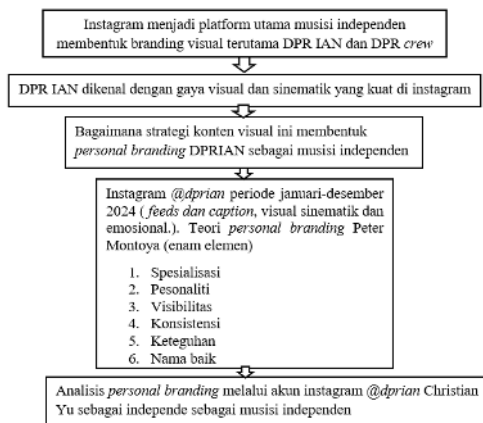 Instagram menjadi platform utama musisi independen
membentuk branding visual terutama DPR IAN dan DPR crew
DPR IAN dikenal dengan gaya visual dan sinematik yang kuat di instagram
Bagaimana strategi konten visual ini membentuk
personal branding DPRIAN sebagai musisi independen
Instagram @dprian periode januari-desember
2024 ( feeds dan caption, visual sinematik dan
emosional.). Teori personal branding Peter
Montoya (enam elemen)
1. Spesialisasi
2. Pesonaliti
3. Visibilitas
4. Konsistensi
5. Keteguhan
6. Nama baik
Analisis personal branding melalui akun instagram @dprian Christian
Yu sebagai independe sebagai musisi independen